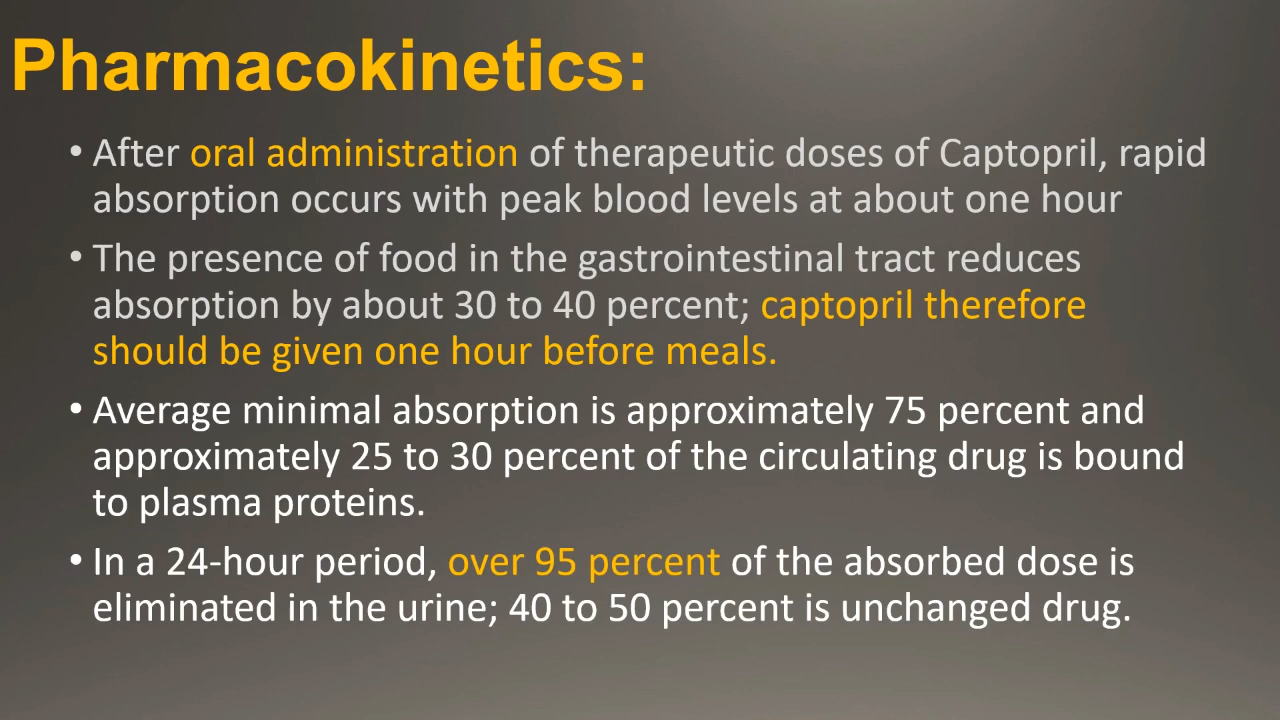 Pharmacokinetics:
• After oral administration of therapeutic doses of Captopril, rapid
absorption occurs with peak blood levels at about one hour
• The presence of food in the gastrointestinal tract reduces
absorption by about 30 to 40 percent; captopril therefore
should be given one hour before meals.
• Average minimal absorption is approximately 75 percent and
approximately 25 to 30 percent of the circulating drug is bound
to plasma proteins.
• In a 24-hour period, over 95 percent of the absorbed dose is
eliminated in the urine; 40 to 50 percent is unchanged drug.